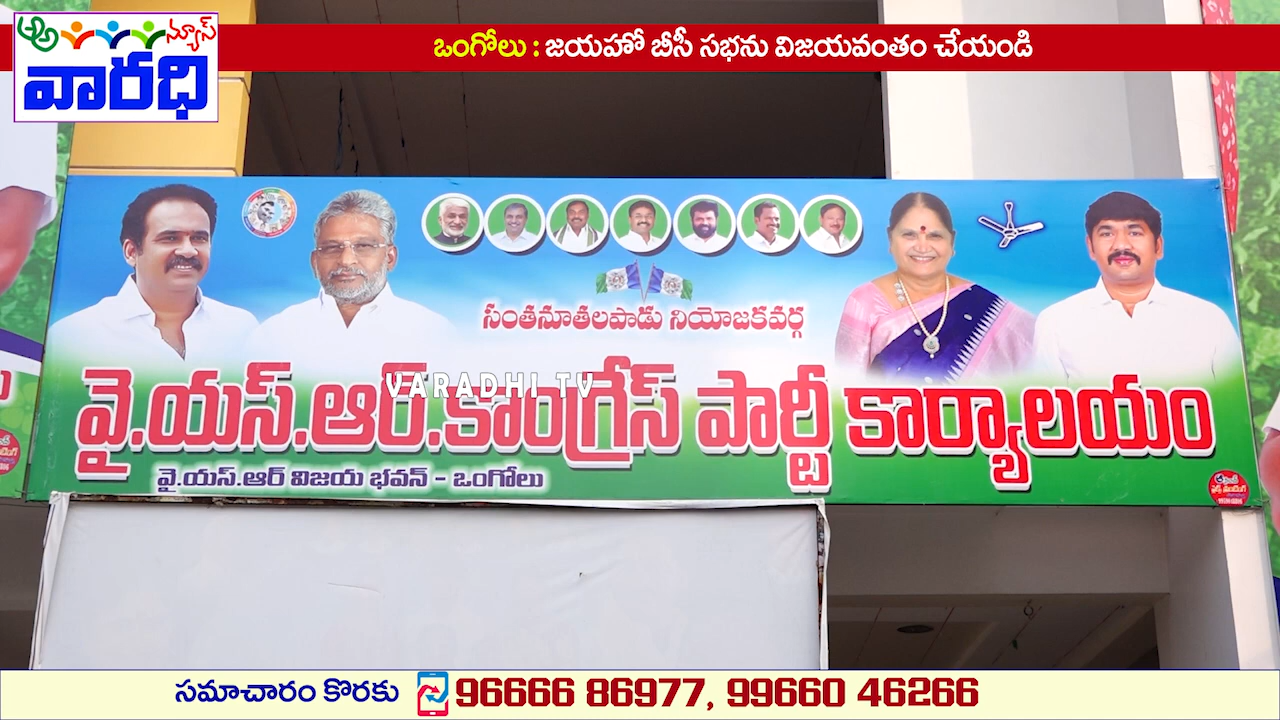 అ
న్యూస్
వారధి
ఒంగోలు : జయహో బీసీ సభను విజయవంతం చేయండి
సంతనూతలపాడు నియోజకవర్గ
వై.యస్.ఆర్.కాంగ్రేస్ పార్టీ కార్యాలయం
VARADHI TV
వై.యస్.ఆర్ విజయ భవన్ - ఒంగోలు
సమాచారం కొరకు 96666 86977, 99660 46266